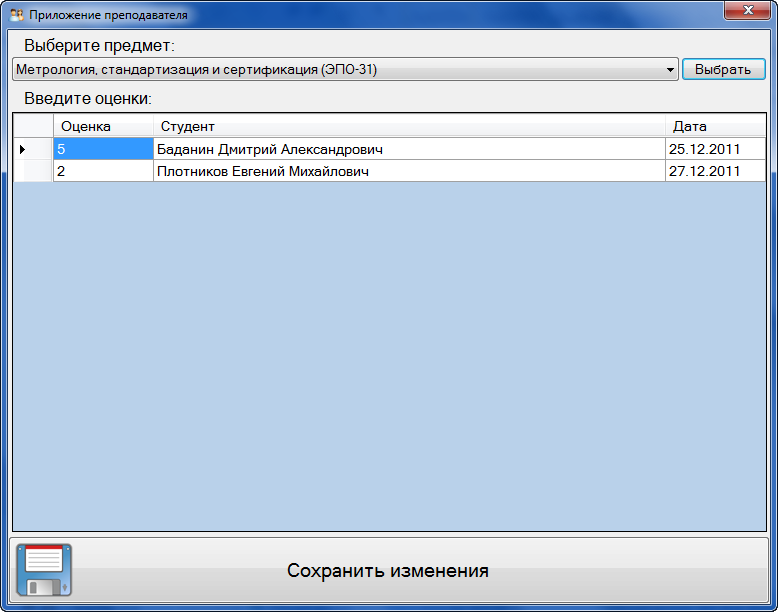 Приложение преподавателя
Выберите предмет:
Метрология, стандартизация и сертификация (ЭПО-31) Выбрать
Введите оценки:
Оценка Студент Дата
5 Баданин Дмитрий Александрович 25.12.2011
2 Плотников Евгений Михайлович 27.12.2011
Сохранить изменения